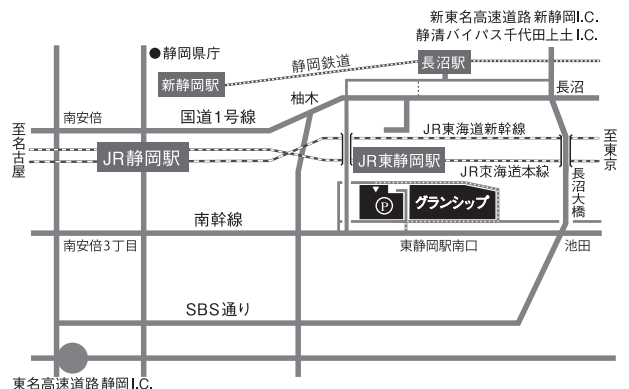 新東名高速道路 新静岡I.C.
静清バイパス千代田上土I.C.
●静岡県庁
静岡鉄道
長沼駅
新静岡駅
柚木
長沼
南安倍
国道1号線
JR東海道新幹線
至名古屋
至東京
JR静岡駅
JR東静岡駅
JR東海道本線
長沼大橋
P
グランシップ
南幹線
南安倍3丁目
東静岡駅南口
池田
SBS通り
東名高速道路 静岡I.C.